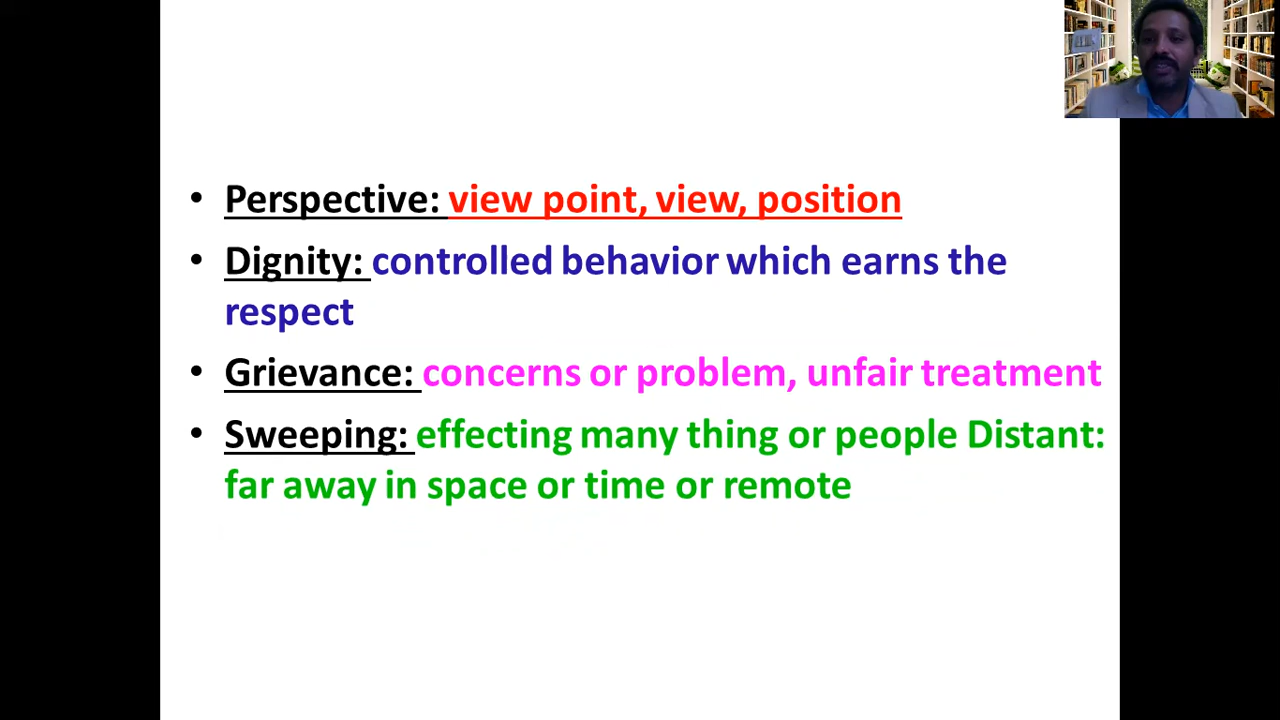 • Perspective: view point, view, position
• Dignity: controlled behavior which earns the
respect
• Grievance: concerns or problem, unfair treatment
• Sweeping: effecting many thing or people Distant:
far away in space or time or remote